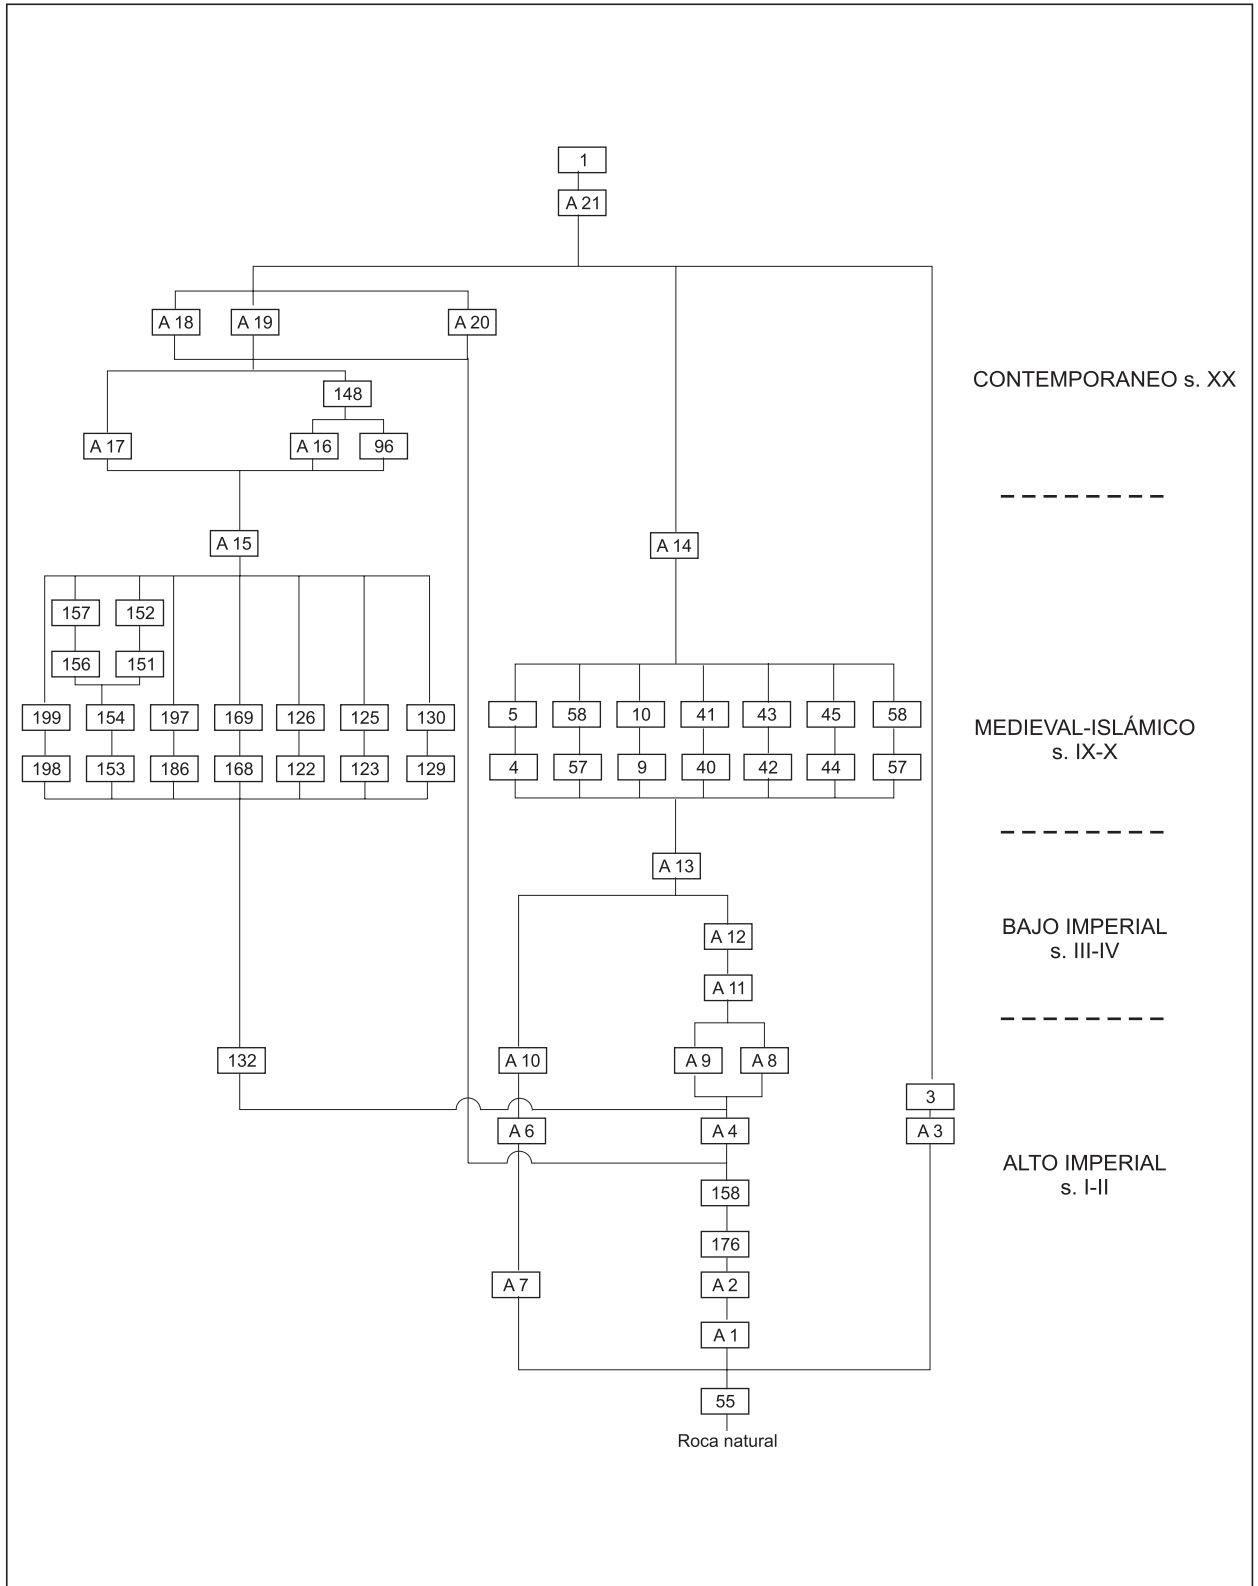 1
A 21
A 18 A 19 A 20
CONTEMPORANEO s. XX
148
A 17 A 16 96
A 15 A 14
157 152
156 151
199 154 197 169 126 125 130 5 58 10 41 43 45 58
MEDIEVAL-ISLÁMICO
s. IX-X
198 153 186 168 122 123 129 4 57 9 40 42 44 57
A 13
BAJO IMPERIAL
s. III-IV
A 12
A 11
132 A 10 A 9 A 8
3
A 6 A 4 A 3
ALTO IMPERIAL
s. I-II
158
176
A 7 A 2
A 1
55
Roca natural